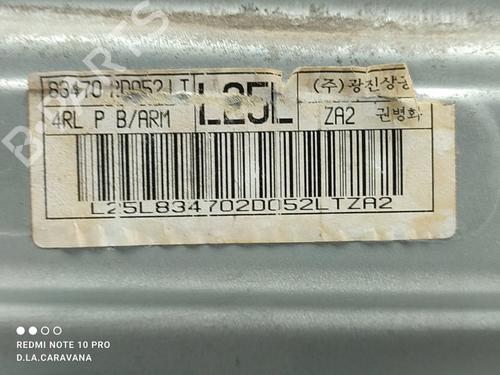 83470 2D052LT L25L (주)광진상공
4RL P B/ARM ZA2 권병화
L25L834702D052LTZA2
REDMI NOTE 10 PRO
D.LA.CARAVANA